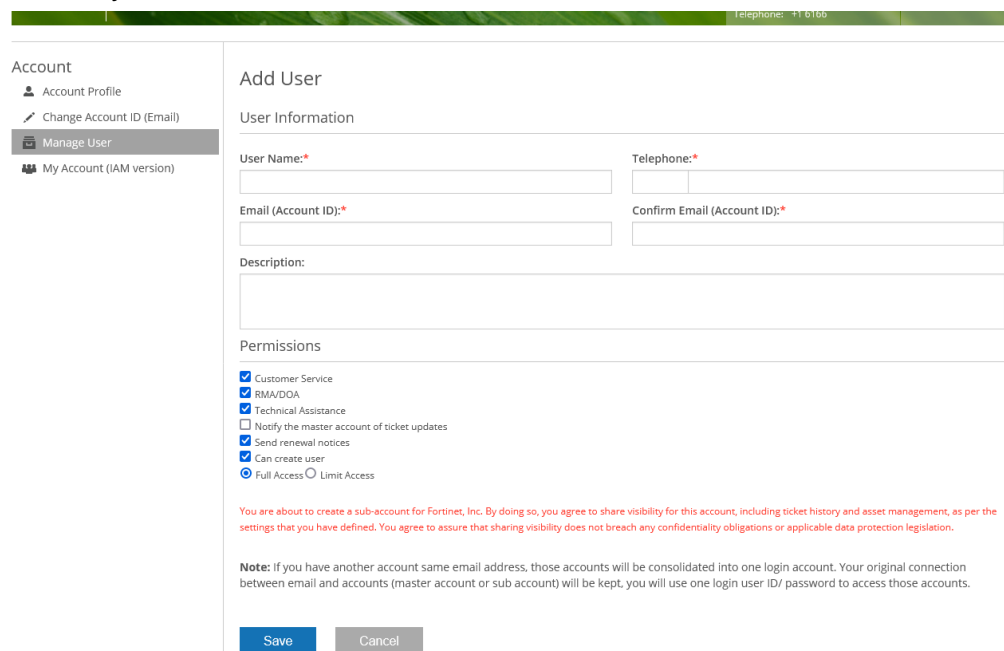 Telephone: +1 6166
Account
Account Profile
Change Account ID (Email)
Manage User
My Account (IAM version)
Add User
User Information
User Name:*
Telephone:*
Email (Account ID):*
Confirm Email (Account ID):*
Description:
Permissions
Customer Service
RMA/DOA
Technical Assistance
Notify the master account of ticket updates
Send renewal notices
Can create user
Full Access Limit Access
You are about to create a sub-account for Fortinet, Inc. By doing so, you agree to share visibility for this account, including ticket history and asset management, as per the
settings that you have defined. You agree to assure that sharing visibility does not breach any confidentiality obligations or applicable data protection legislation.
Note: If you have another account same email address, those accounts will be consolidated into one login account. Your original connection
between email and accounts (master account or sub account) will be kept, you will use one login user ID/ password to access those accounts.
Save Cancel